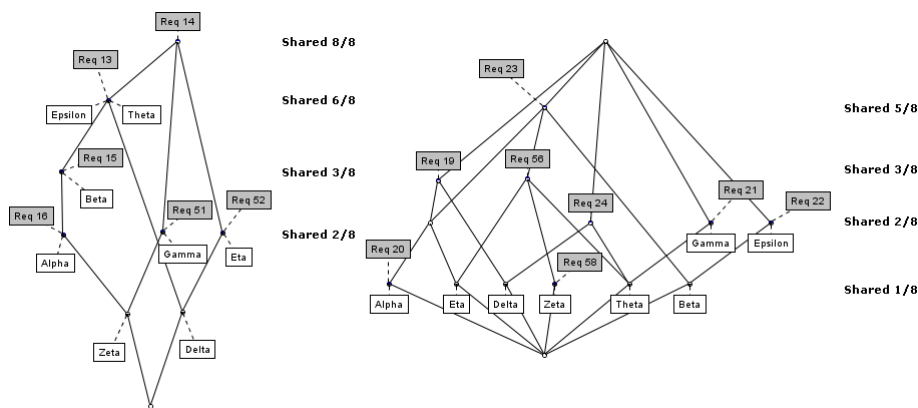 Req 14
Shared 8/8
Req 13
Shared 6/8
Epsilon
Theta
Req 15
Shared 3/8
Beta
Req 16
Req 51
Req 52
Shared 2/8
Alpha
Gamma
Eta
Zeta
Delta
Req 23
Shared 5/8
Req 19
Req 56
Shared 3/8
Req 24
Req 21
Req 22
Shared 2/8
Gamma
Epsilon
Req 20
Req 58
Shared 1/8
Alpha
Eta
Delta
Zeta
Theta
Beta